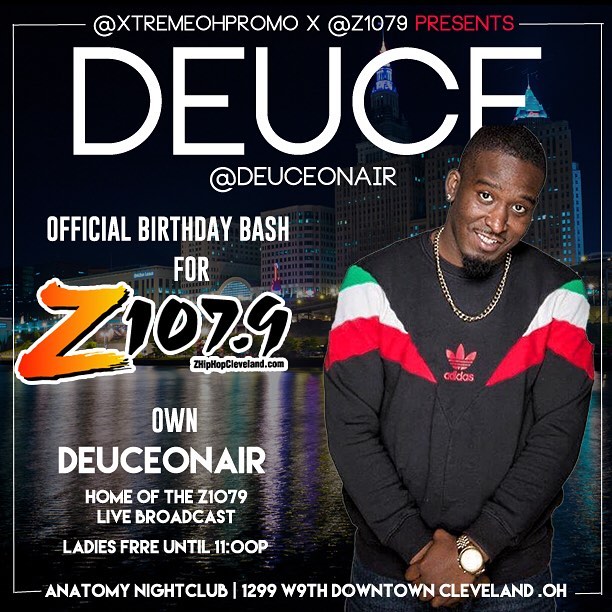 @XTREMEOHPROMO X @Z1079 PRESENTS
DEUCE
@DEUCEONAIR
OFFICIAL BIRTHDAY BASH
FOR
Z107.9
ZHipHopCleveland.com
adidas
OWN
DEUCEONAIR
HOME OF THE Z1079
LIVE BROADCAST
LADIES FRRE UNTIL 11:00P
ANATOMY NIGHTCLUB | 1299 W9TH DOWNTOWN CLEVELAND .OH